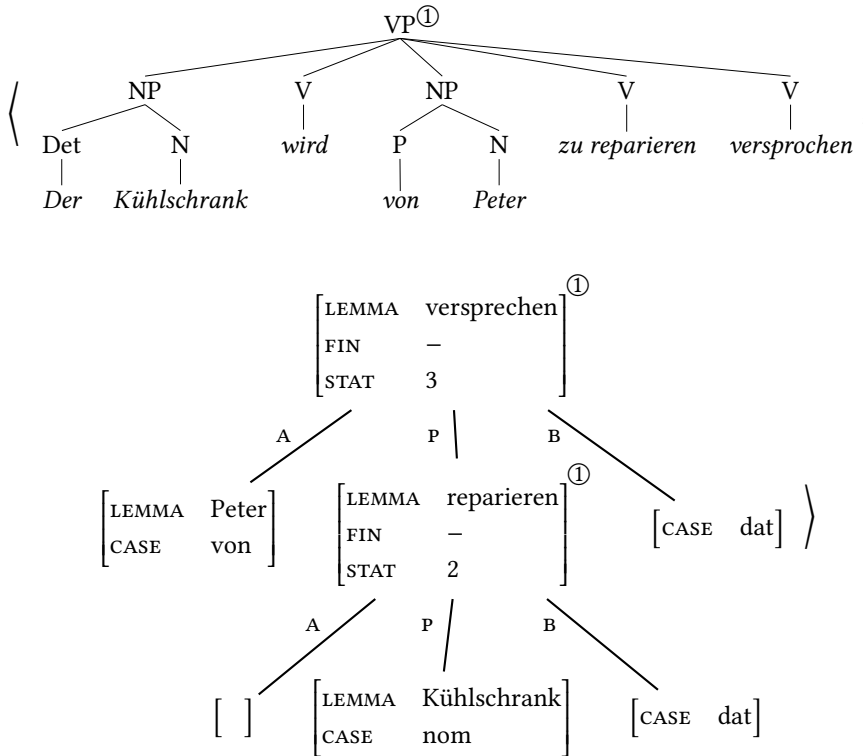 VP①
⟨ NP V NP V V
Det N wird P N zu reparieren versprochen
Der Kühlschrank von Peter
[LEMMA versprechen]①
FIN –
STAT 3
A P B
[LEMMA Peter]
CASE von
[LEMMA reparieren]①
FIN –
STAT 2
[CASE dat] ⟩
A P B
[ ]
[LEMMA Kühlschrank]
CASE nom
[CASE dat]